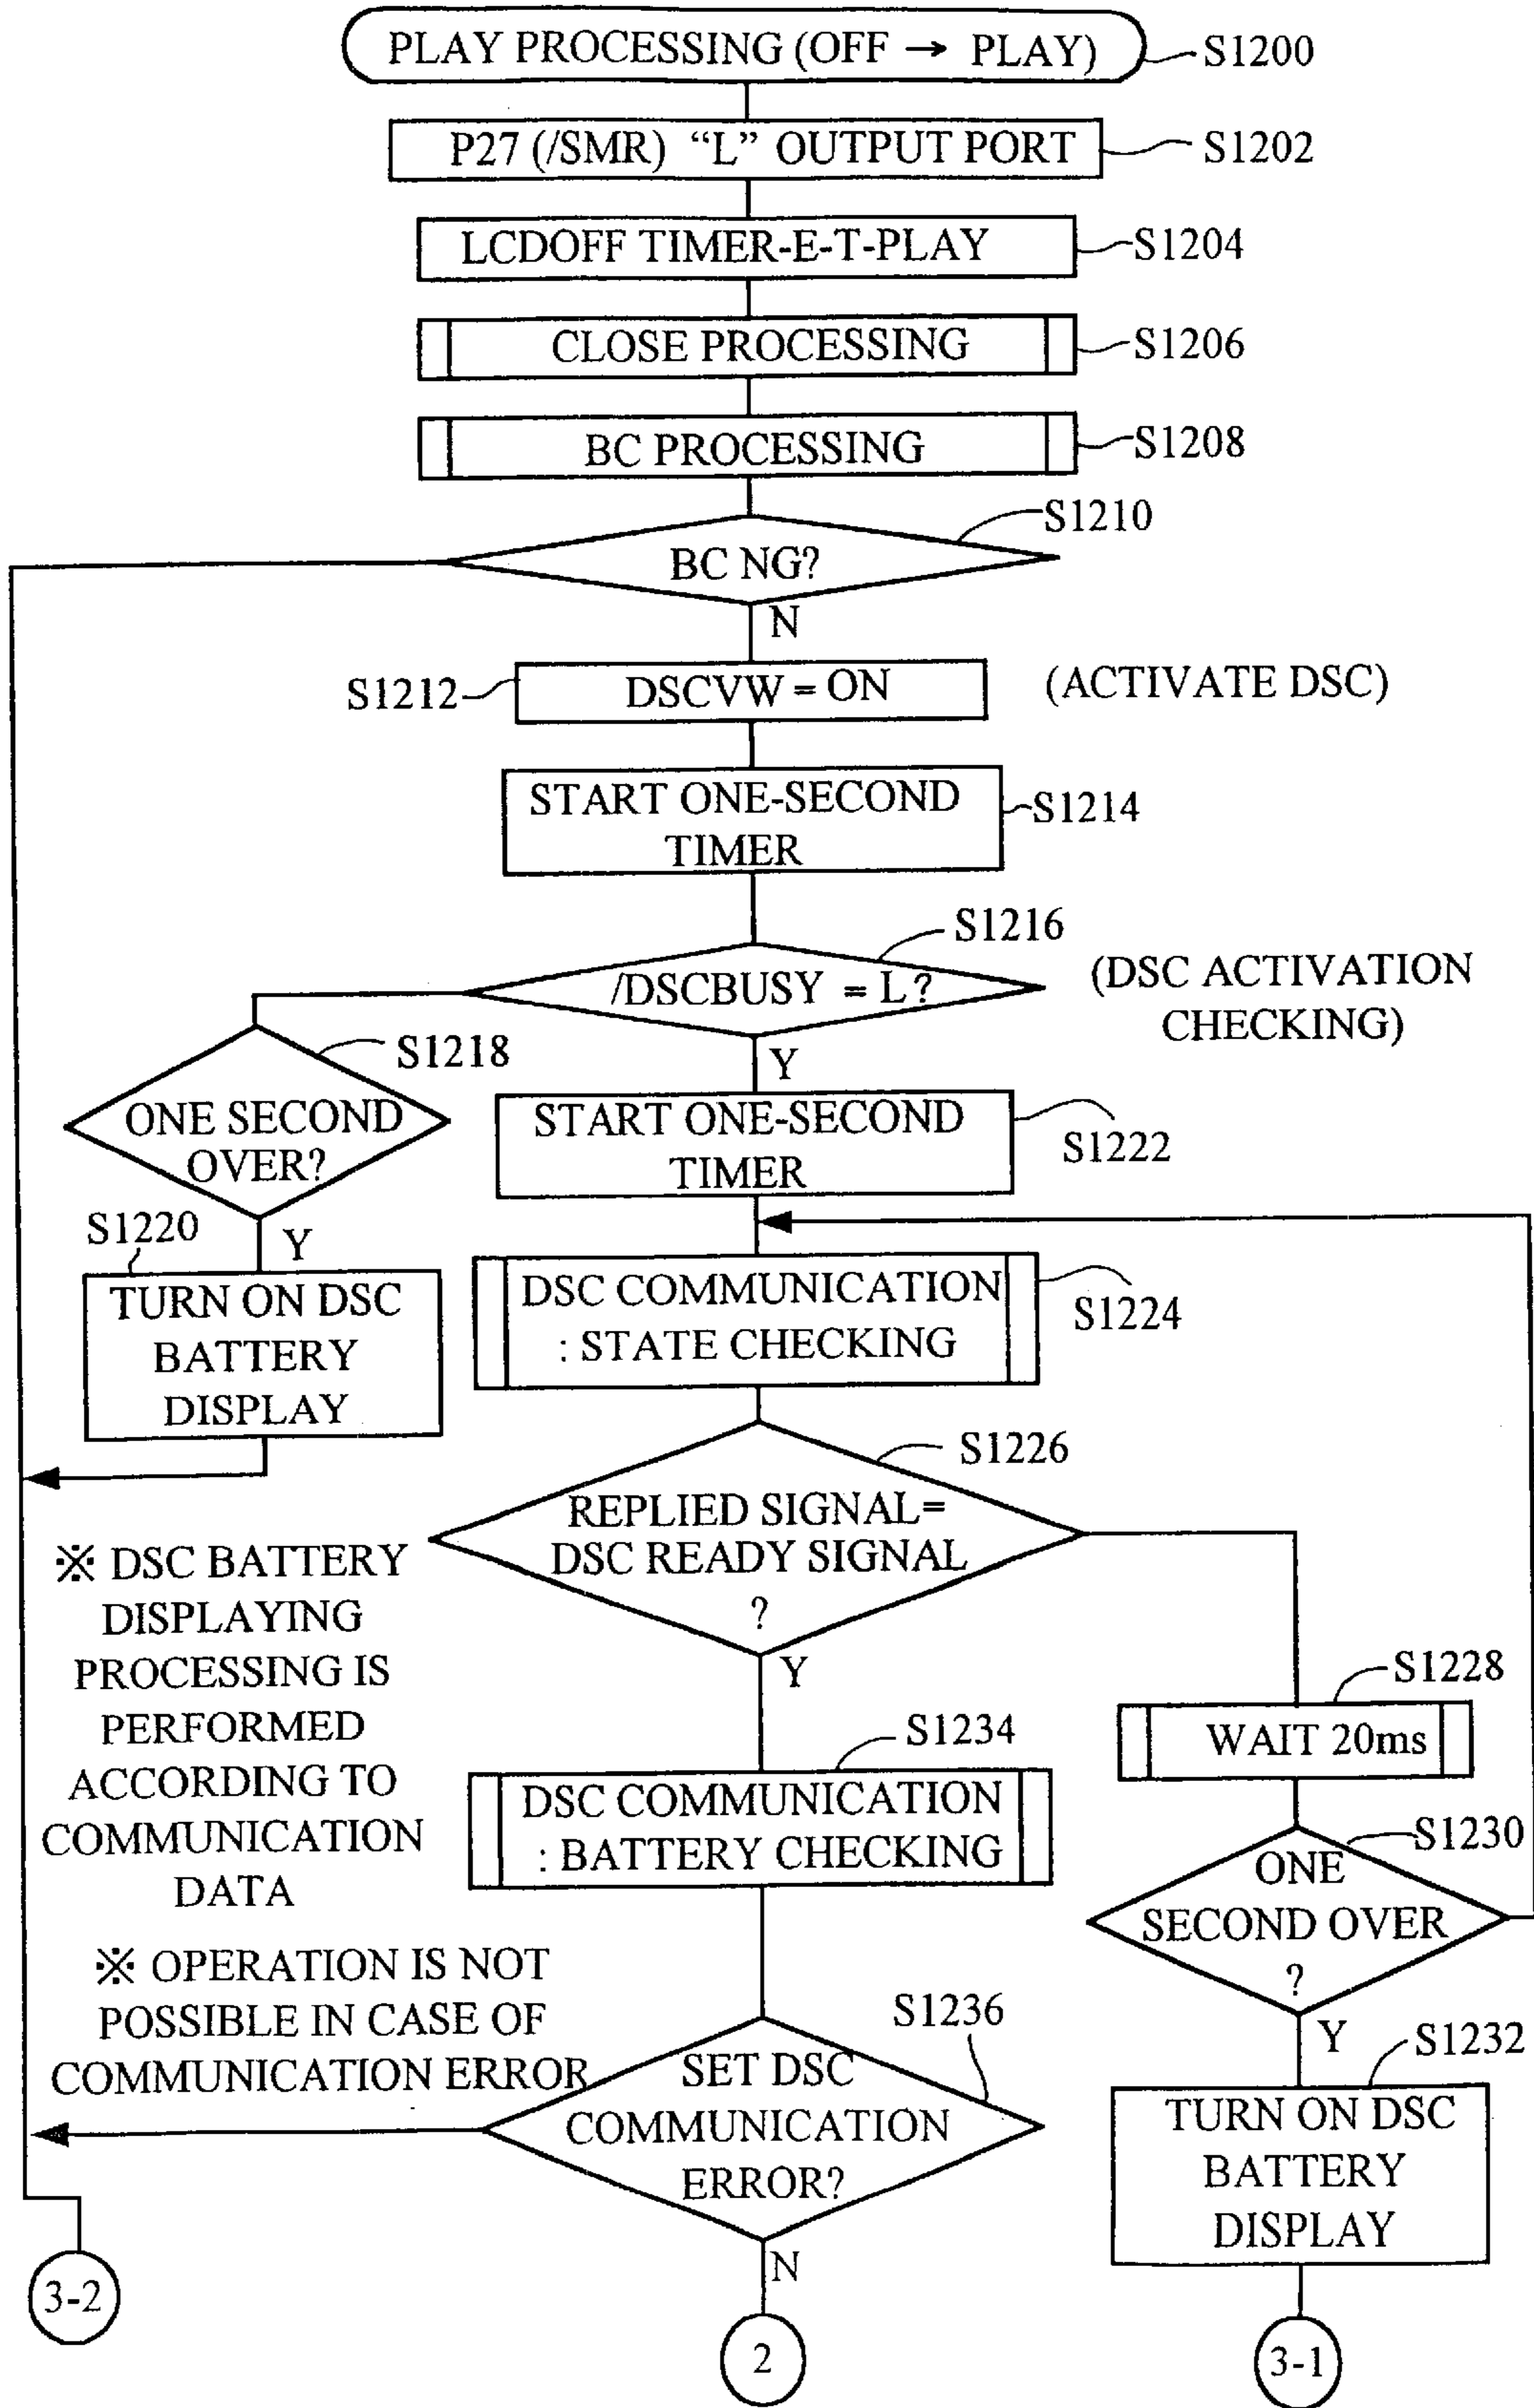 PLAY PROCESSING (OFF → PLAY)
S1200
P27 (/SMR) “L” OUTPUT PORT
S1202
LCDOFF TIMER-E-T-PLAY
S1204
CLOSE PROCESSING
S1206
BC PROCESSING
S1208
S1210
BC NG?
N
S1212
DSCVW = ON
(ACTIVATE DSC)
START ONE-SECOND
TIMER
S1214
S1216
/DSCBUSY = L?
(DSC ACTIVATION
CHECKING)
Y
S1218
ONE SECOND
OVER?
Y
S1220
TURN ON DSC
BATTERY
DISPLAY
START ONE-SECOND
TIMER
S1222
DSC COMMUNICATION
: STATE CHECKING
S1224
S1226
REPLIED SIGNAL=
DSC READY SIGNAL
?
Y
※ DSC BATTERY
DISPLAYING
PROCESSING IS
PERFORMED
ACCORDING TO
COMMUNICATION
DATA
S1228
WAIT 20ms
S1234
DSC COMMUNICATION
: BATTERY CHECKING
S1230
ONE
SECOND OVER
?
Y
※ OPERATION IS NOT
POSSIBLE IN CASE OF
COMMUNICATION ERROR
S1236
SET DSC
COMMUNICATION
ERROR?
N
S1232
TURN ON DSC
BATTERY
DISPLAY
3-2
2
3-1